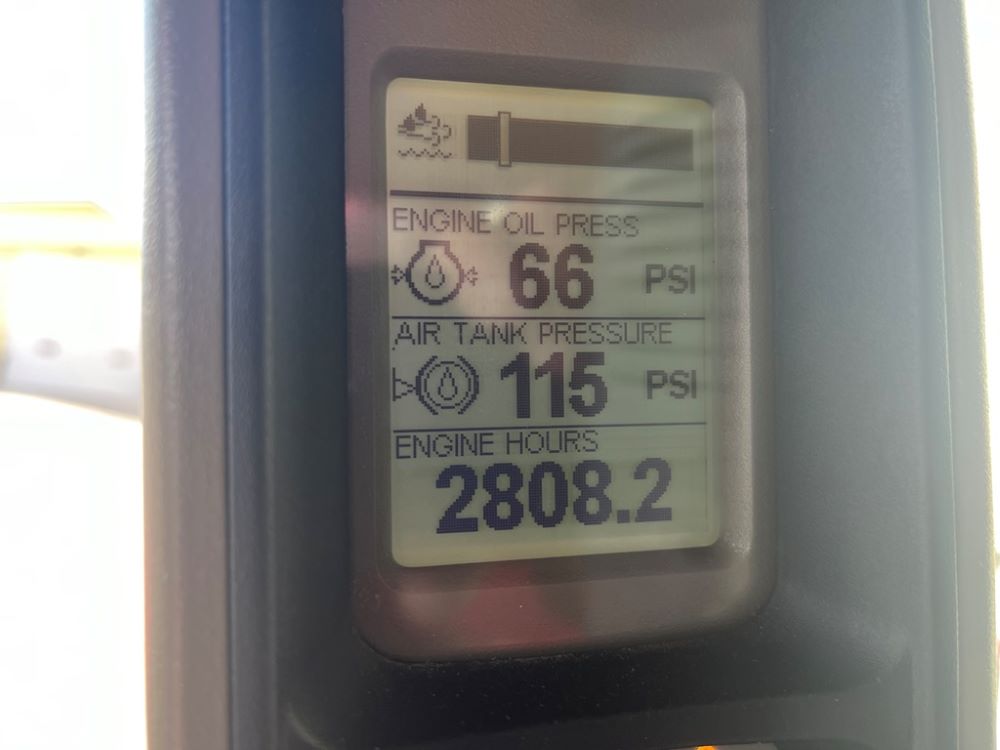 ENGINE OIL PRESS
66 PSI
AIR TANK PRESSURE
115 PSI
ENGINE HOURS
2808.2